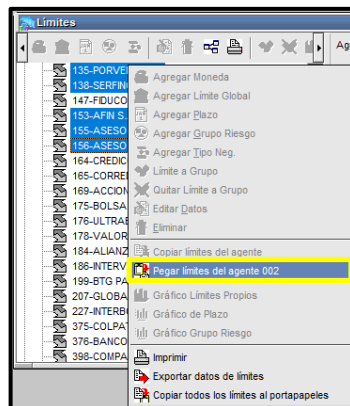 Límites
Ag
135-PORVE
138-SERFIN
147-FIDUCO
153-AFIN S.
155-ASESO
156-ASESO
164-CREDIC
165-CORRE
169-ACCION
175-BOLSA
176-ULTRAB
178-VALOR
184-ALIANZ
186-INTERV
199-BTG PA
207-GLOBA
227-INTERB
375-COLPA
376-BANCO
398-COMPA
Agregar Moneda
Agregar Límite Global
Agregar Plazo
Agregar Grupo Riesgo
Agregar Tipo Neg.
Límite a Grupo
Quitar Límite a Grupo
Editar Datos
Eliminar
Copiar límites del agente
Pegar límites del agente 002
Gráfico Límites Propios
Gráfico de Plazo
Gráfico Grupo Riesgo
Imprimir
Exportar datos de límites
Copiar todos los límites al portapapeles